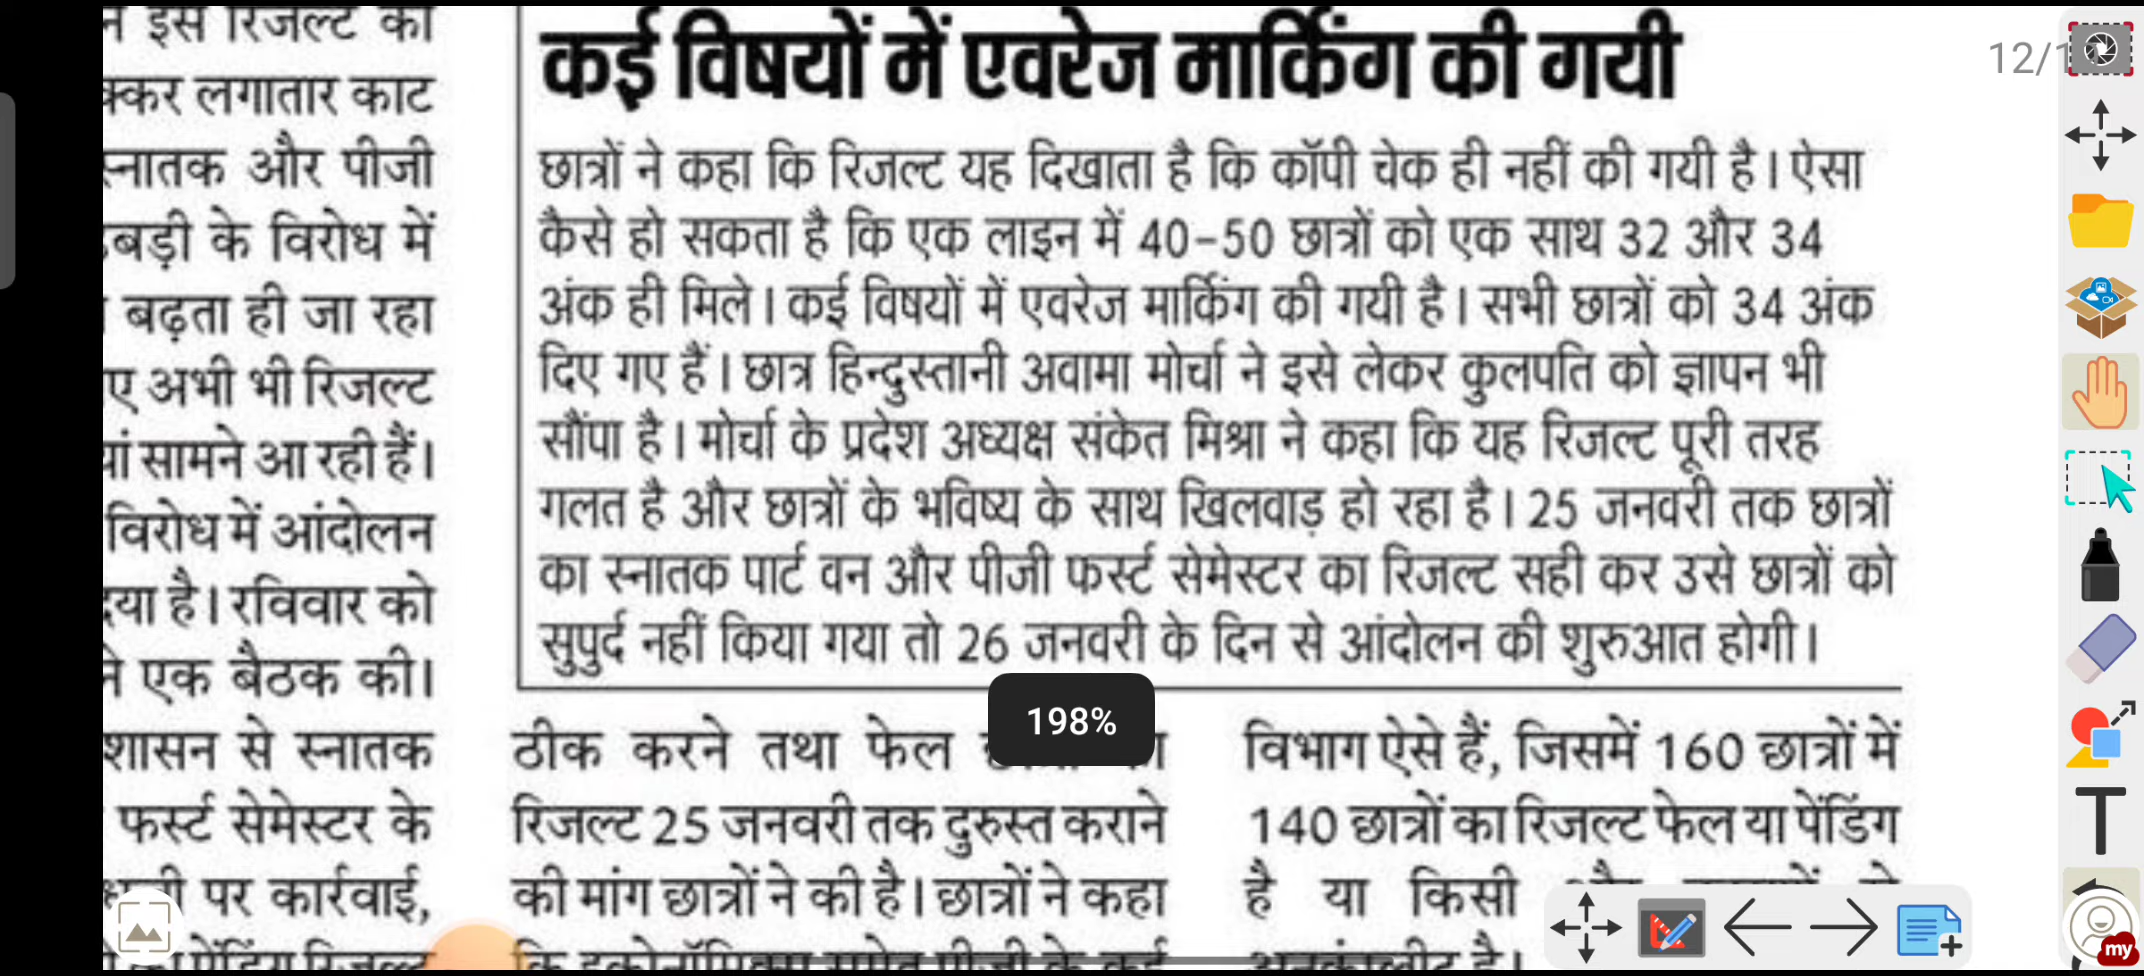 इस रिजल्ट को
लगातार काट
स्नातक और पीजी
के विरोध में
बढ़ता ही जा रहा
अभी भी रिजल्ट
सामने आ रही हैं।
विरोध में आंदोलन
है। रविवार को
एक बैठक की।
से स्नातक
फर्स्ट सेमेस्टर के
पर कार्रवाई,
कई विषयों में एवरेज मार्किंग की गयी
छात्रों ने कहा कि रिजल्ट यह दिखाता है कि कॉपी चेक ही नहीं की गयी है। ऐसा
कैसे हो सकता है कि एक लाइन में 40-50 छात्रों को एक साथ 32 और 34
अंक ही मिले। कई विषयों में एवरेज मार्किंग की गयी है। सभी छात्रों को 34 अंक
दिए गए हैं। छात्र हिन्दुस्तानी अवामा मोर्चा ने इसे लेकर कुलपति को ज्ञापन भी
सौंपा है। मोर्चा के प्रदेश अध्यक्ष संकेत मिश्रा ने कहा कि यह रिजल्ट पूरी तरह
गलत है और छात्रों के भविष्य के साथ खिलवाड़ हो रहा है। 25 जनवरी तक छात्रों
का स्नातक पार्ट वन और पीजी फर्स्ट सेमेस्टर का रिजल्ट सही कर उसे छात्रों को
सुपुर्द नहीं किया गया तो 26 जनवरी के दिन से आंदोलन की शुरुआत होगी।
ठीक करने तथा फेल
रिजल्ट 25 जनवरी तक दुरुस्त कराने
की मांग छात्रों ने की है। छात्रों ने कहा
विभाग ऐसे हैं, जिसमें 160 छात्रों में
140 छात्रों का रिजल्ट फेल या पेंडिंग
है या किसी
198%
12/1
T
my